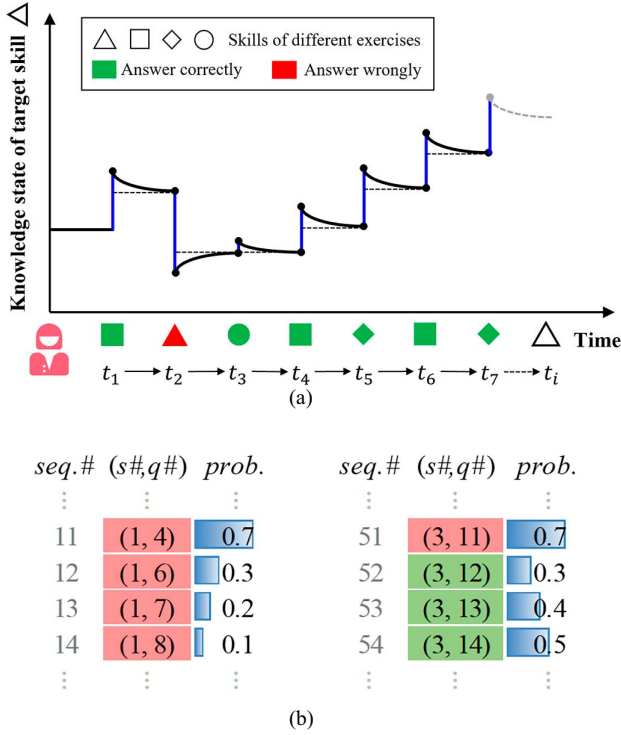 Knowledge state of target skill
Skills of different exercises
Answer correctly
Answer wrongly
Time
t1 t2 t3 t4 t5 t6 t7 ti
(a)
seq.# (s#,q#) prob. seq.# (s#,q#) prob.
11 (1, 4) 0.7 51 (3, 11) 0.7
12 (1, 6) 0.3 52 (3, 12) 0.3
13 (1, 7) 0.2 53 (3, 13) 0.4
14 (1, 8) 0.1 54 (3, 14) 0.5
(b)